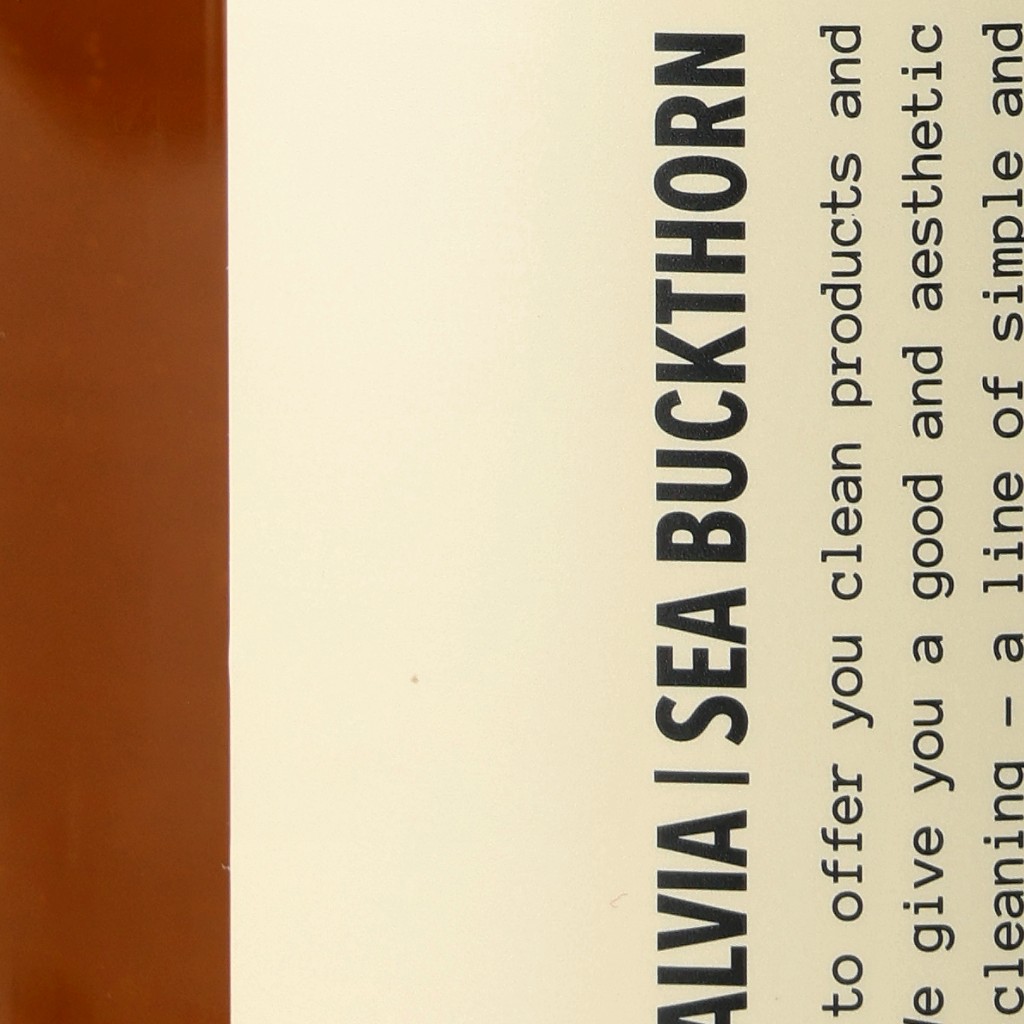 ALVIA | SEA BUCKTHORN
to offer you clean products and
give you a good and aesthetic
cleaning – a line of simple and